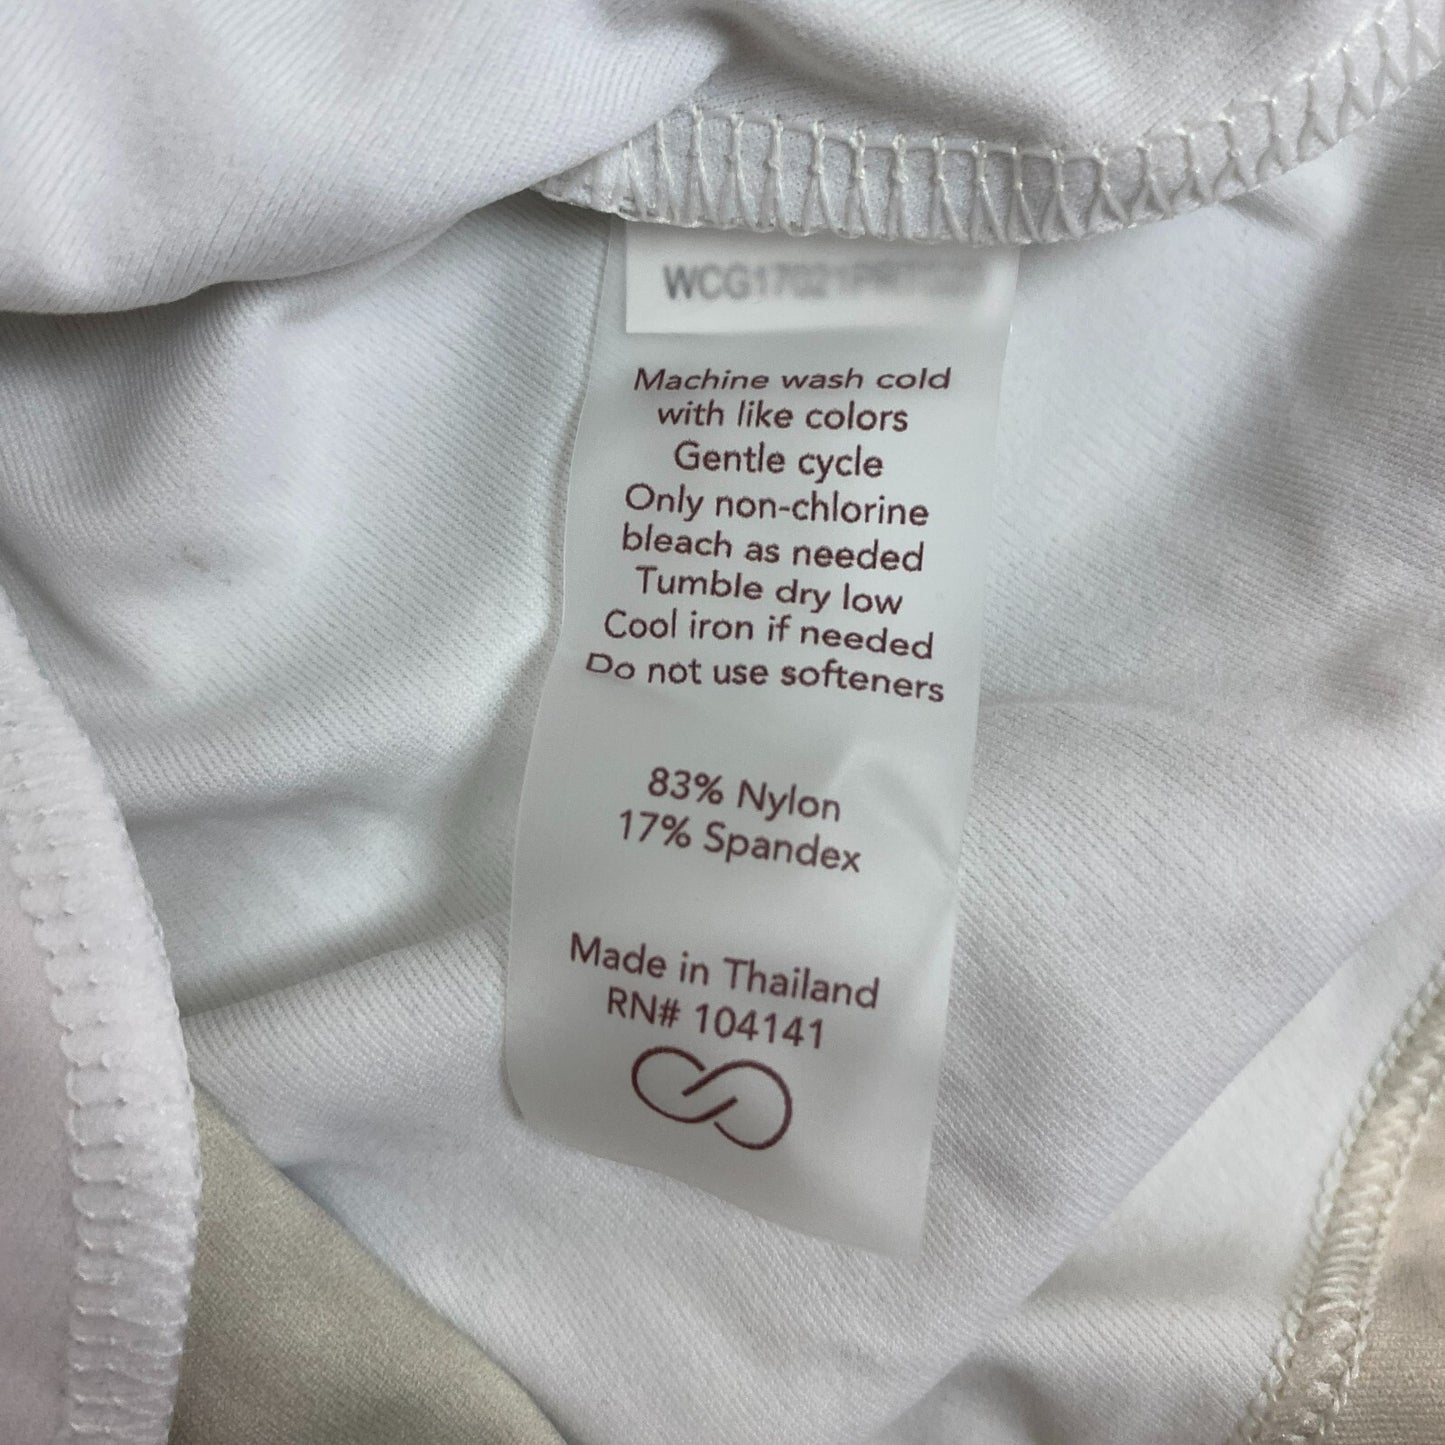 Machine wash cold
with like colors
Gentle cycle
Only non-chlorine
bleach as needed
Tumble dry low
Cool iron if needed
Do not use softeners
83% Nylon
17% Spandex
Made in Thailand
RN# 104141